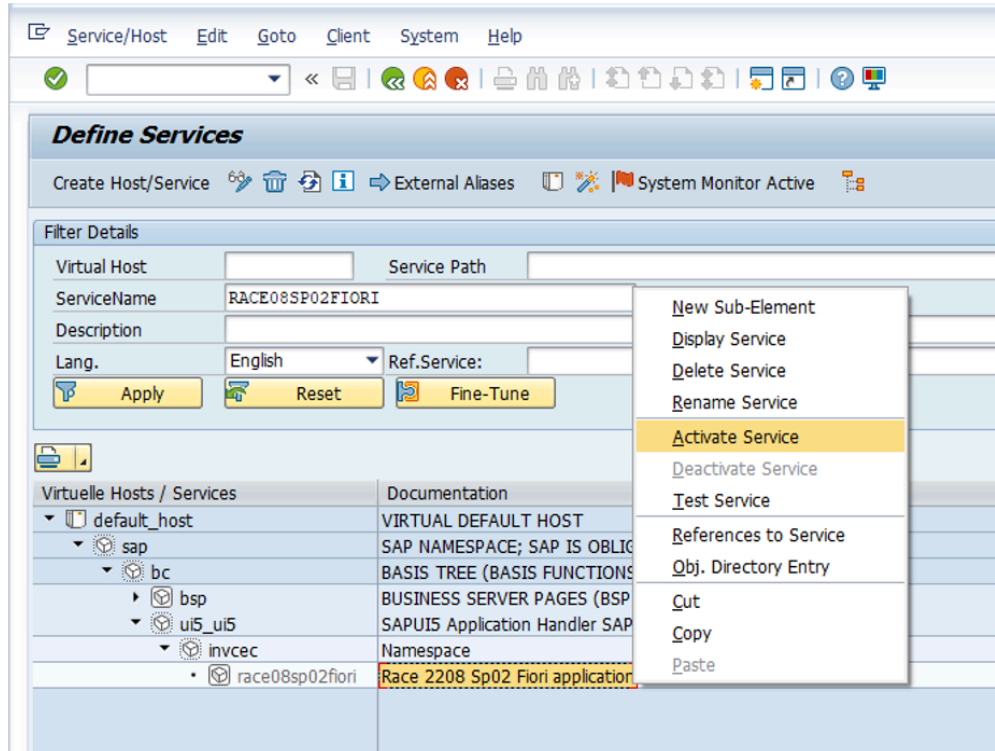 Service/Host Edit Goto Client System Help
Define Services
Create Host/Service External Aliases System Monitor Active
Filter Details
Virtual Host Service Path
ServiceName RACE08SP02FIORI
Description
Lang. English Ref.Service:
Apply Reset Fine-Tune
New Sub-Element
Display Service
Delete Service
Rename Service
Activate Service
Deactivate Service
Test Service
References to Service
Obj. Directory Entry
Cut
Copy
Paste
Virtuelle Hosts / Services Documentation
default_host VIRTUAL DEFAULT HOST
sap SAP NAMESPACE; SAP IS OBLIG
bc BASIS TREE (BASIS FUNCTIONS
bsp BUSINESS SERVER PAGES (BSP
ui5_ui5 SAPUI5 Application Handler SAP
invcec Namespace
race08sp02fiori Race 2208 Sp02 Fiori application